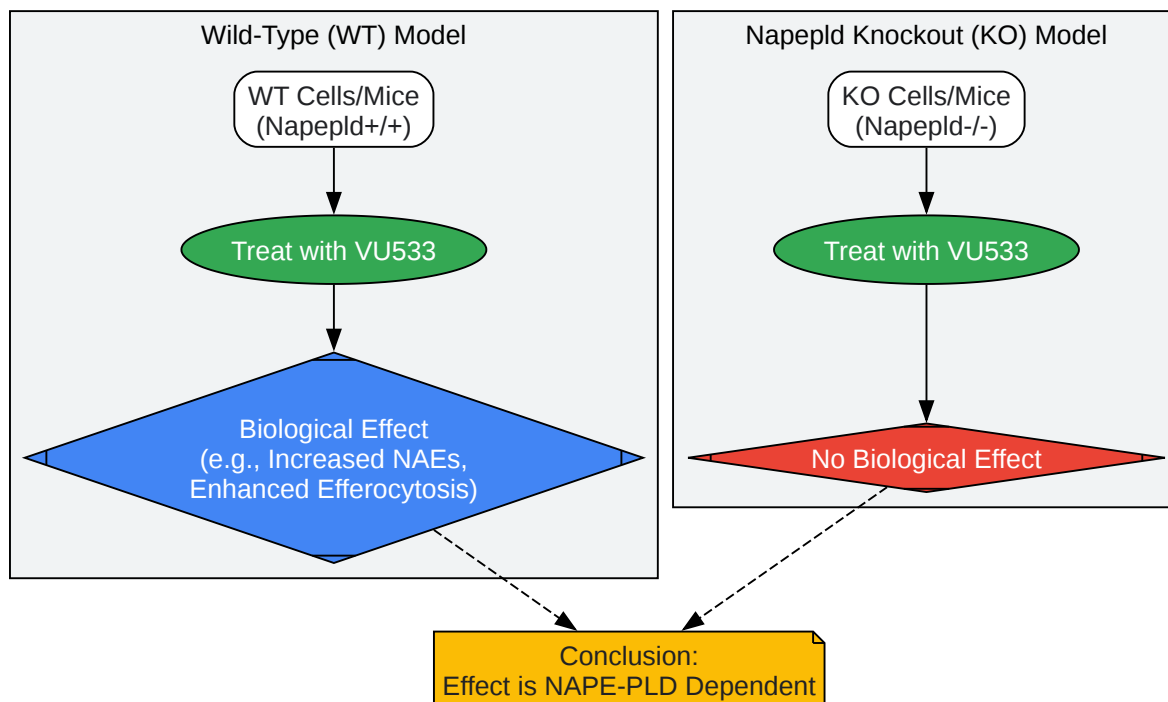 Wild-Type (WT) Model
WT Cells/Mice
(Napepld+/+)
Treat with VU533
Biological Effect
(e.g., Increased NAEs,
Enhanced Efferocytosis)
Napepld Knockout (KO) Model
KO Cells/Mice
(Napepld-/-)
Treat with VU533
No Biological Effect
Conclusion:
Effect is NAPE-PLD Dependent